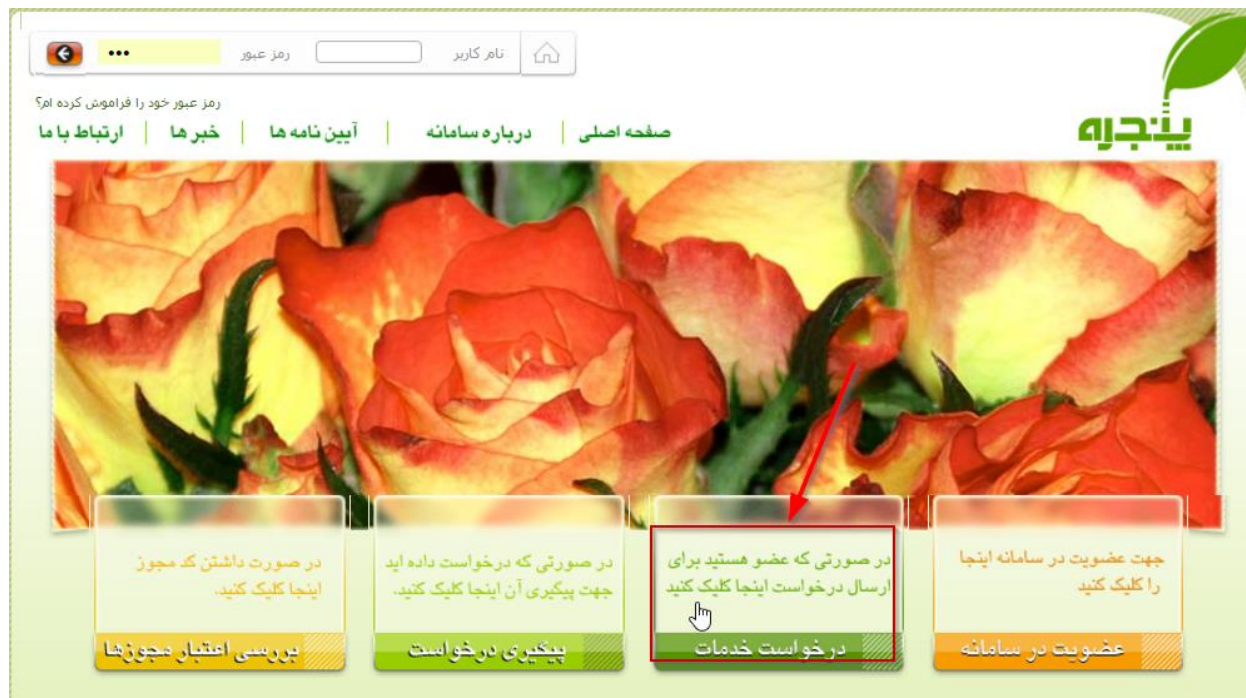 نام کاربر
رمز عبور
•••
رمز عبور خود را فراموش کرده ام؟
پنجره
صفحه اصلی | درباره سامانه | آیین نامه ها | خبر ها | ارتباط با ما
جهت عضویت در سامانه اینجا
را کلیک کنید
عضویت در سامانه
در صورتی که عضو هستید برای
ارسال درخواست اینجا کلیک کنید
درخواست خدمات
در صورتی که درخواست داده اید
جهت پیگیری آن اینجا کلیک کنید.
پیگیری درخواست
در صورت داشتن کد مجوز
اینجا کلیک کنید.
بررسی اعتبار مجوزها